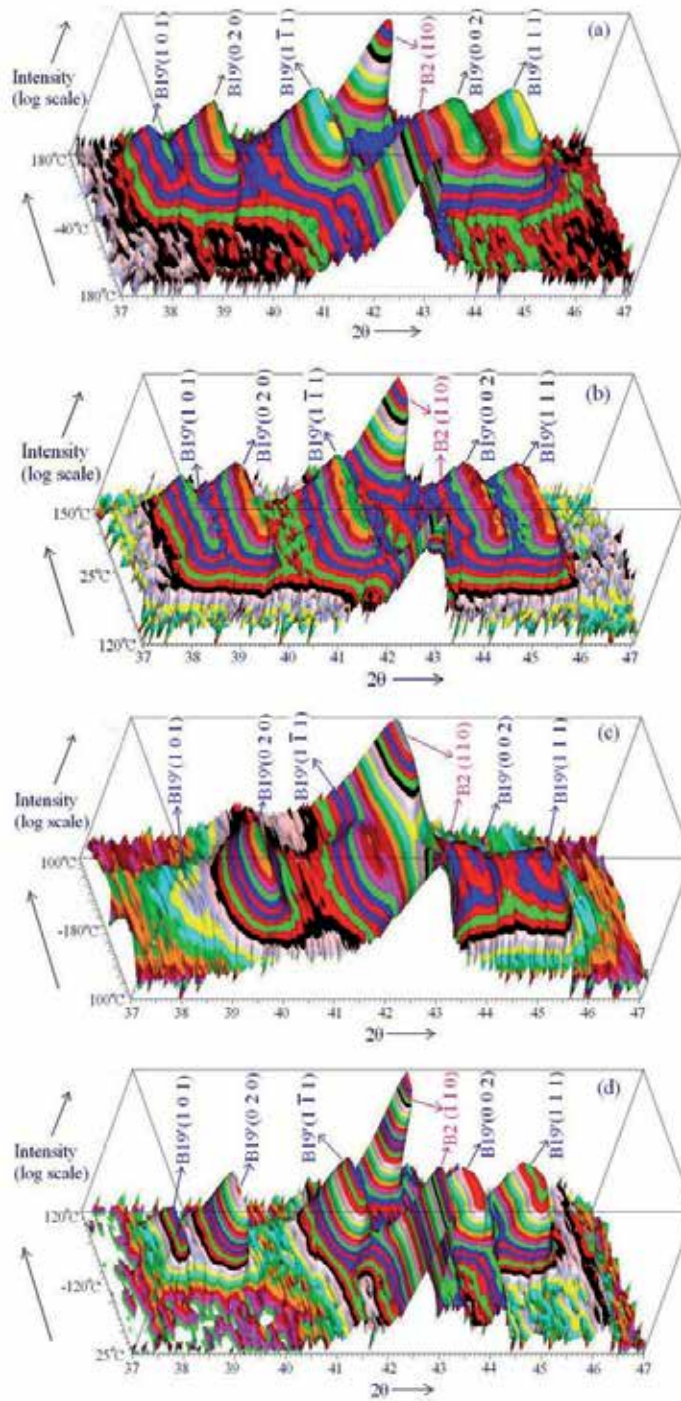 (a)
B19'(1 0 1)
B19'(0 2 0)
B19'(1 1̅ 1)
B2 (110)
B19'(0 0 2)
B19'(1 1 1)
Intensity
(log scale)
180°C
-40°C
180°C
37 38 39 40 41 42 43 44 45 46 47
2θ
(b)
B19'(1 0 1)
B19'(0 2 0)
B19'(1 1̅ 1)
B2 (1 1 0)
B19'(0 0 2)
B19'(1 1 1)
Intensity
(log scale)
150°C
25°C
120°C
37 38 39 40 41 42 43 44 45 46 47
2θ
(c)
B19'(1 0 1)
B19'(0 2 0)
B19'(1 1̅ 1)
B2 (110)
B19'(0 0 2)
B19'(1 1 1)
Intensity
(log scale)
100°C
-180°C
100°C
37 38 39 40 41 42 43 44 45 46 47
2θ
(d)
B19'(1 0 1)
B19'(0 2 0)
B19'(1 1̅ 1)
B2 (1 1 0)
B19'(0 0 2)
B19'(1 1 1)
Intensity
(log scale)
120°C
-120°C
25°C
37 38 39 40 41 42 43 44 45 46 47
2θ